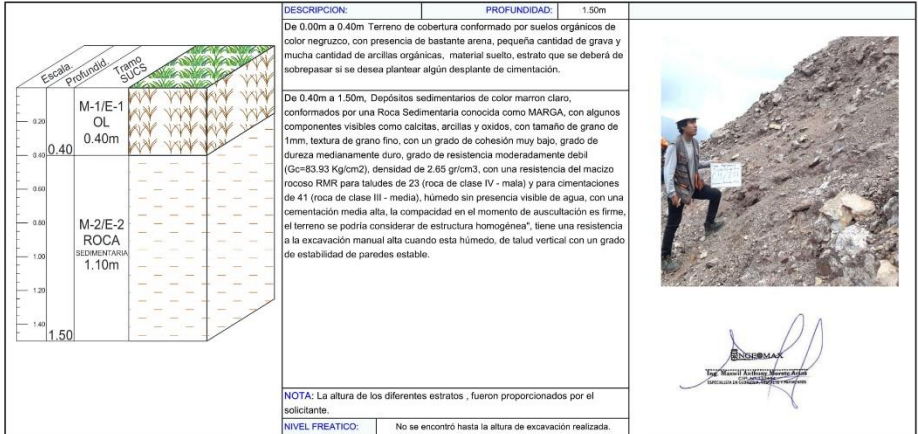 DESCRIPCION:
PROFUNDIDAD:
1.50m
De 0.00m a 0.40m Terreno de cobertura conformado por suelos orgánicos de
color negruzco, con presencia de bastante arena, pequeña cantidad de grava y
mucha cantidad de arcillas orgánicas, material suelto, estrato que se deberá de
sobrepasar si se desea plantear algún desplante de cimentación.
De 0.40m a 1.50m, Depósitos sedimentarios de color marron claro,
conformados por una Roca Sedimentaria conocida como MARGA, con algunos
componentes visibles como calcitas, arcillas y oxidos, con tamaño de grano de
1mm, textura de grano fino, con un grado de cohesión muy bajo, grado de
dureza medianamente duro, grado de resistencia moderadamente debil
(Gc=83.93 Kg/cm2), densidad de 2.65 gr/cm3, con una resistencia del macizo
rocoso RMR para taludes de 23 (roca de clase IV - mala) y para cimentaciones
de 41 (roca de clase III - media), húmedo sin presencia visible de agua, con una
cementación media alta, la compacidad en el momento de auscultación es firme,
el terreno se podría considerar de estructura homogénea", tiene una resistencia
a la excavación manual alta cuando esta húmedo, de talud vertical con un grado
de estabilidad de paredes estable.
NOTA: La altura de los diferentes estratos , fueron proporcionados por el
solicitante.
NIVEL FREATICO:
No se encontró hasta la altura de excavación realizada.
Escala.
Profundid.
Tramo
SUCS
0.20
0.40
0.60
0.80
1.00
1.20
1.40
0.40
1.50
M-1/E-1
OL
0.40m
M-2/E-2
ROCA
SEDIMENTARIA
1.10m
INGEOMAX